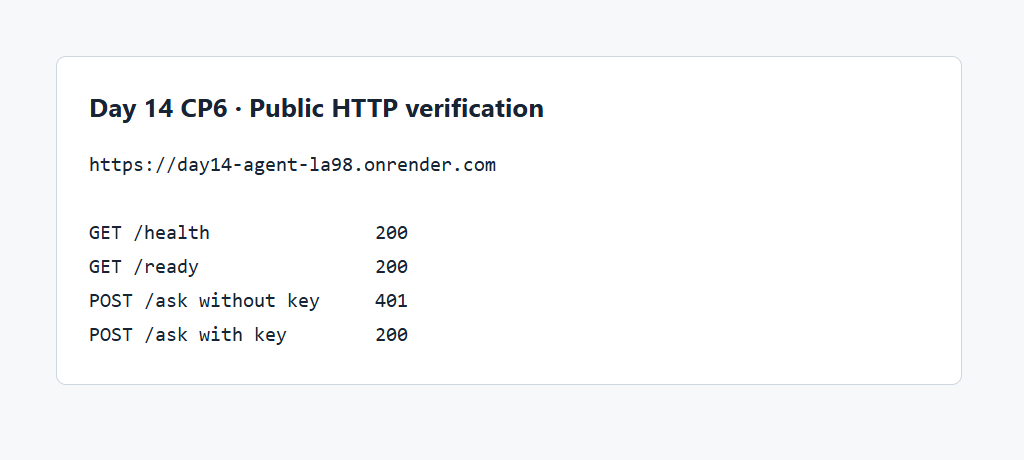 Day 14 CP6 · Public HTTP verification
https://day14-agent-la98.onrender.com
GET /health 200
GET /ready 200
POST /ask without key 401
POST /ask with key 200